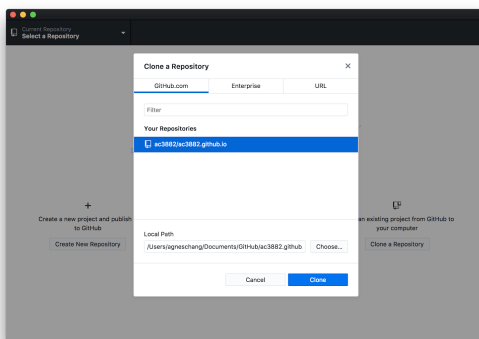 Current Repository
Select a Repository
Clone a Repository
GitHub.com
Enterprise
URL
Filter
Your Repositories
ac3882/ac3882.github.io
Create a new project and publish
to GitHub
Create New Repository
an existing project from GitHub to
your computer
Clone a Repository
Local Path
/Users/agneschang/Documents/GitHub/ac3882.github
Choose...
Cancel
Clone